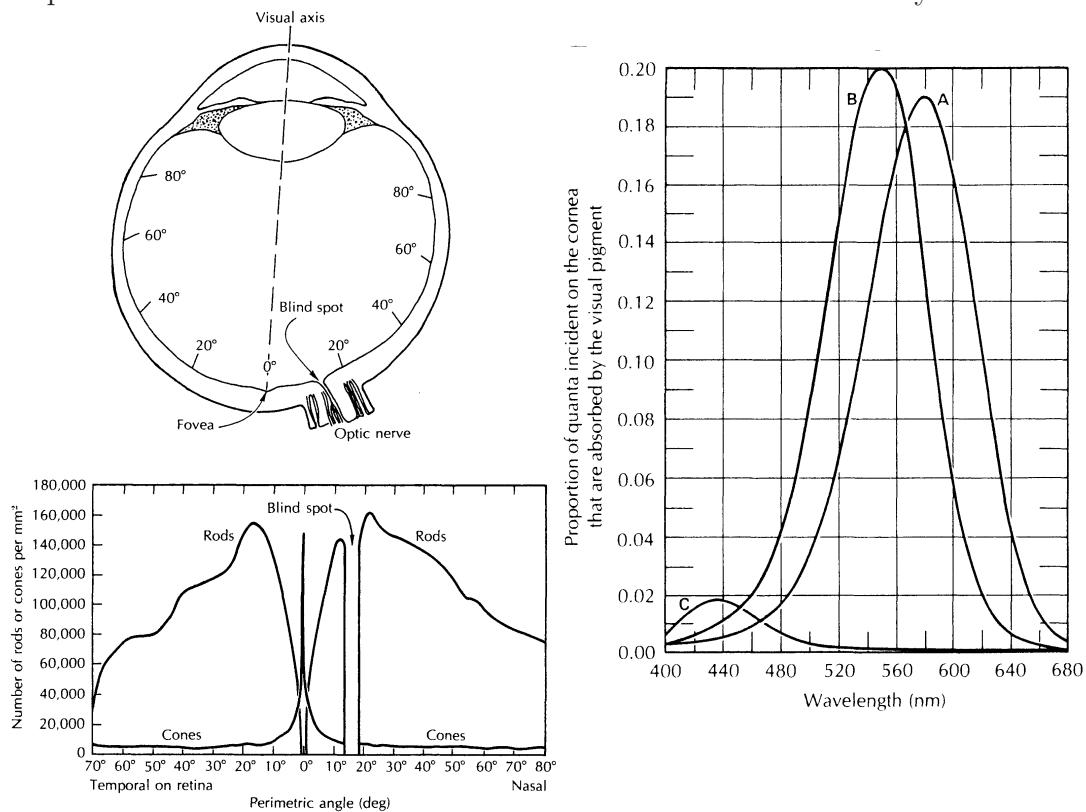 Visual axis
80°
80°
60°
60°
40°
40°
Blind spot
20°
20°
0°
Fovea
Optic nerve
180,000
160,000
140,000
120,000
100,000
80,000
60,000
40,000
20,000
0
Number of rods or cones per mm²
Blind spot
Rods
Rods
Cones
Cones
70° 60° 50° 40° 30° 20° 10° 0° 10° 20° 30° 40° 50° 60° 70° 80°
Temporal on retina
Nasal
Perimetric angle (deg)
Proportion of quanta incident on the cornea
that are absorbed by the visual pigment
0.20
0.18
0.16
0.14
0.12
0.10
0.08
0.06
0.04
0.02
0.00
B
A
C
400 440 480 520 560 600 640 680
Wavelength (nm)